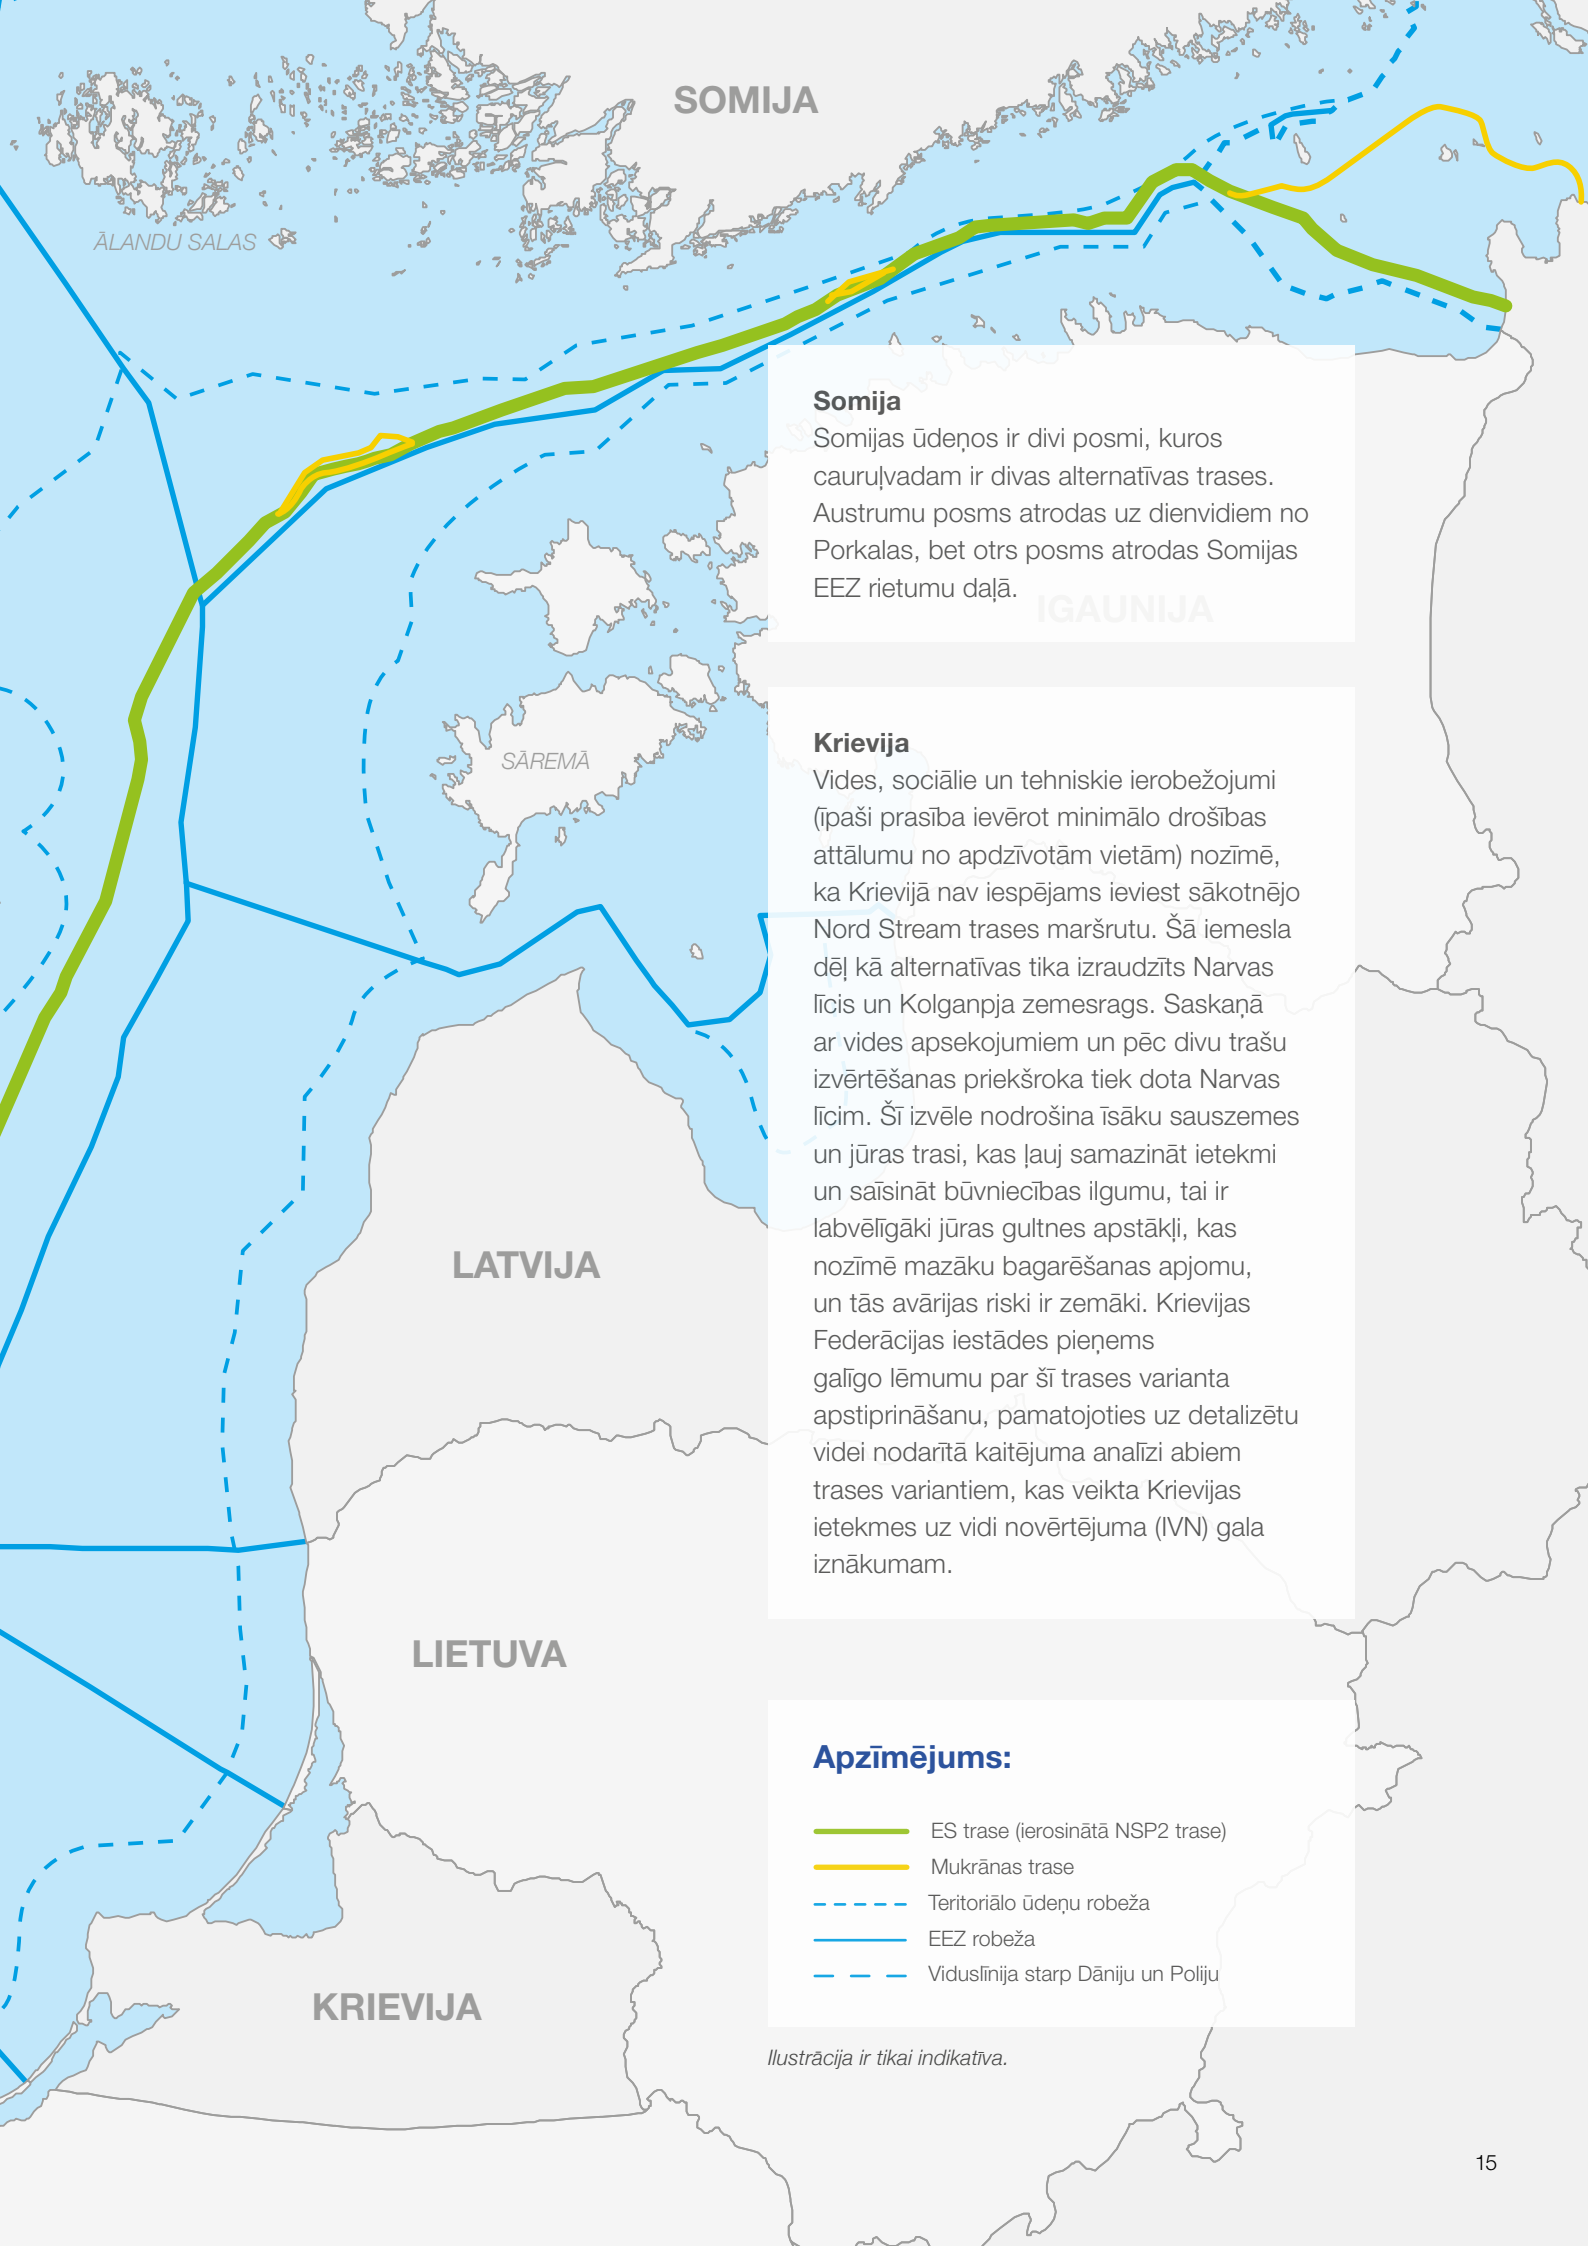 SOMIJA
ĀLANDU SALAS
Somija
Somijas ūdeņos ir divi posmi, kuros
cauruļvadam ir divas alternatīvas trases.
Austrumu posms atrodas uz dienvidiem no
Porkalas, bet otrs posms atrodas Somijas
EEZ rietumu daļā.
IGAUNIJA
SĀREMĀ
Krievija
Vides, sociālie un tehniskie ierobežojumi
(īpaši prasība ievērot minimālo drošības
attālumu no apdzīvotām vietām) nozīmē,
ka Krievijā nav iespējams ieviest sākotnējo
Nord Stream trases maršrutu. Šā iemesla
dēļ kā alternatīvas tika izraudzīts Narvas
līcis un Kolganpja zemesrags. Saskaņā
ar vides apsekojumiem un pēc divu trašu
izvērtēšanas priekšroka tiek dota Narvas
līcim. Šī izvēle nodrošina īsāku sauszemes
un jūras trasi, kas ļauj samazināt ietekmi
un saīsināt būvniecības ilgumu, tai ir
labvēlīgāki jūras gultnes apstākļi, kas
nozīmē mazāku bagarēšanas apjomu,
un tās avārijas riski ir zemāki. Krievijas
Federācijas iestādes pieņems
galīgo lēmumu par šī trases varianta
apstiprināšanu, pamatojoties uz detalizētu
videi nodarītā kaitējuma analīzi abiem
trases variantiem, kas veikta Krievijas
ietekmes uz vidi novērtējuma (IVN) gala
iznākumam.
LATVIJA
LIETUVA
KRIEVIJA
Apzīmējums:
ES trase (ierosinātā NSP2 trase)
Mukrānas trase
Teritoriālo ūdeņu robeža
EEZ robeža
Viduslīnija starp Dāniju un Poliju
Ilustrācija ir tikai indikatīva.
15